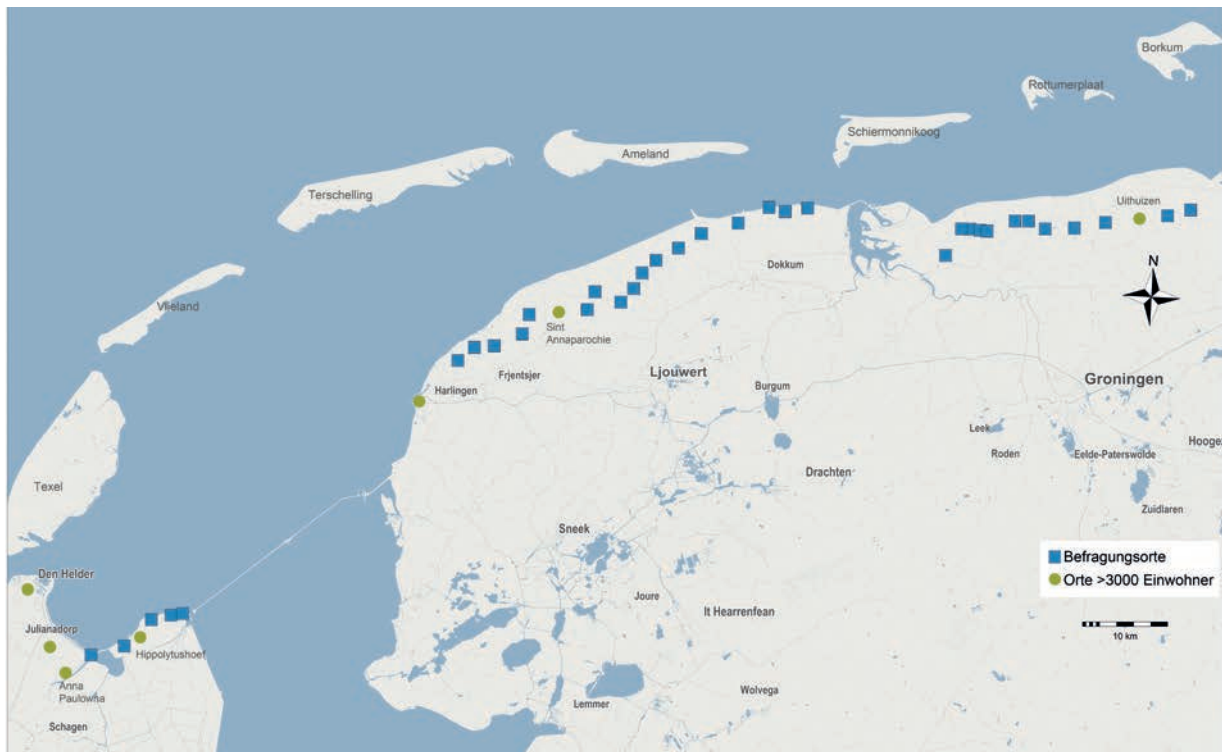 Borkum
Rottumerplaat
Schiermonnikoog
Ameland
Terschelling
Uithuizen
Dokkum
N
Vlieland
Sint
Annaparochie
Frjentsjer
Ljouwert
Groningen
Harlingen
Burgum
Leek
Roden
Eelde-Paterswolde
Hoogez
Drachten
Texel
Zuidlaren
Sneek
Befragungsorte
Orte >3000 Einwohner
Den Helder
Joure
It Hearrenfean
10 km
Julianadorp
Hippolytushoef
Anna
Paulowna
Wolvega
Lemmer
Schagen